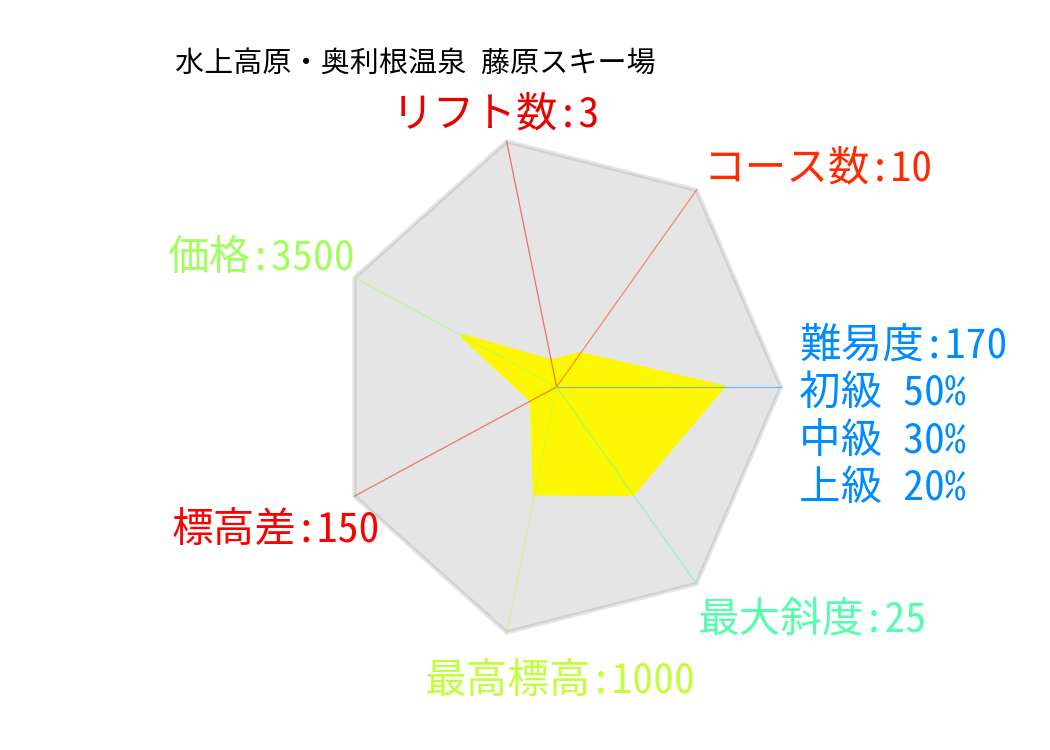 水上高原・奥利根温泉 藤原スキー場
リフト数:3
コース数:10
価格:3500
難易度:170
初級 50%
中級 30%
上級 20%
標高差:150
最大斜度:25
最高標高:1000